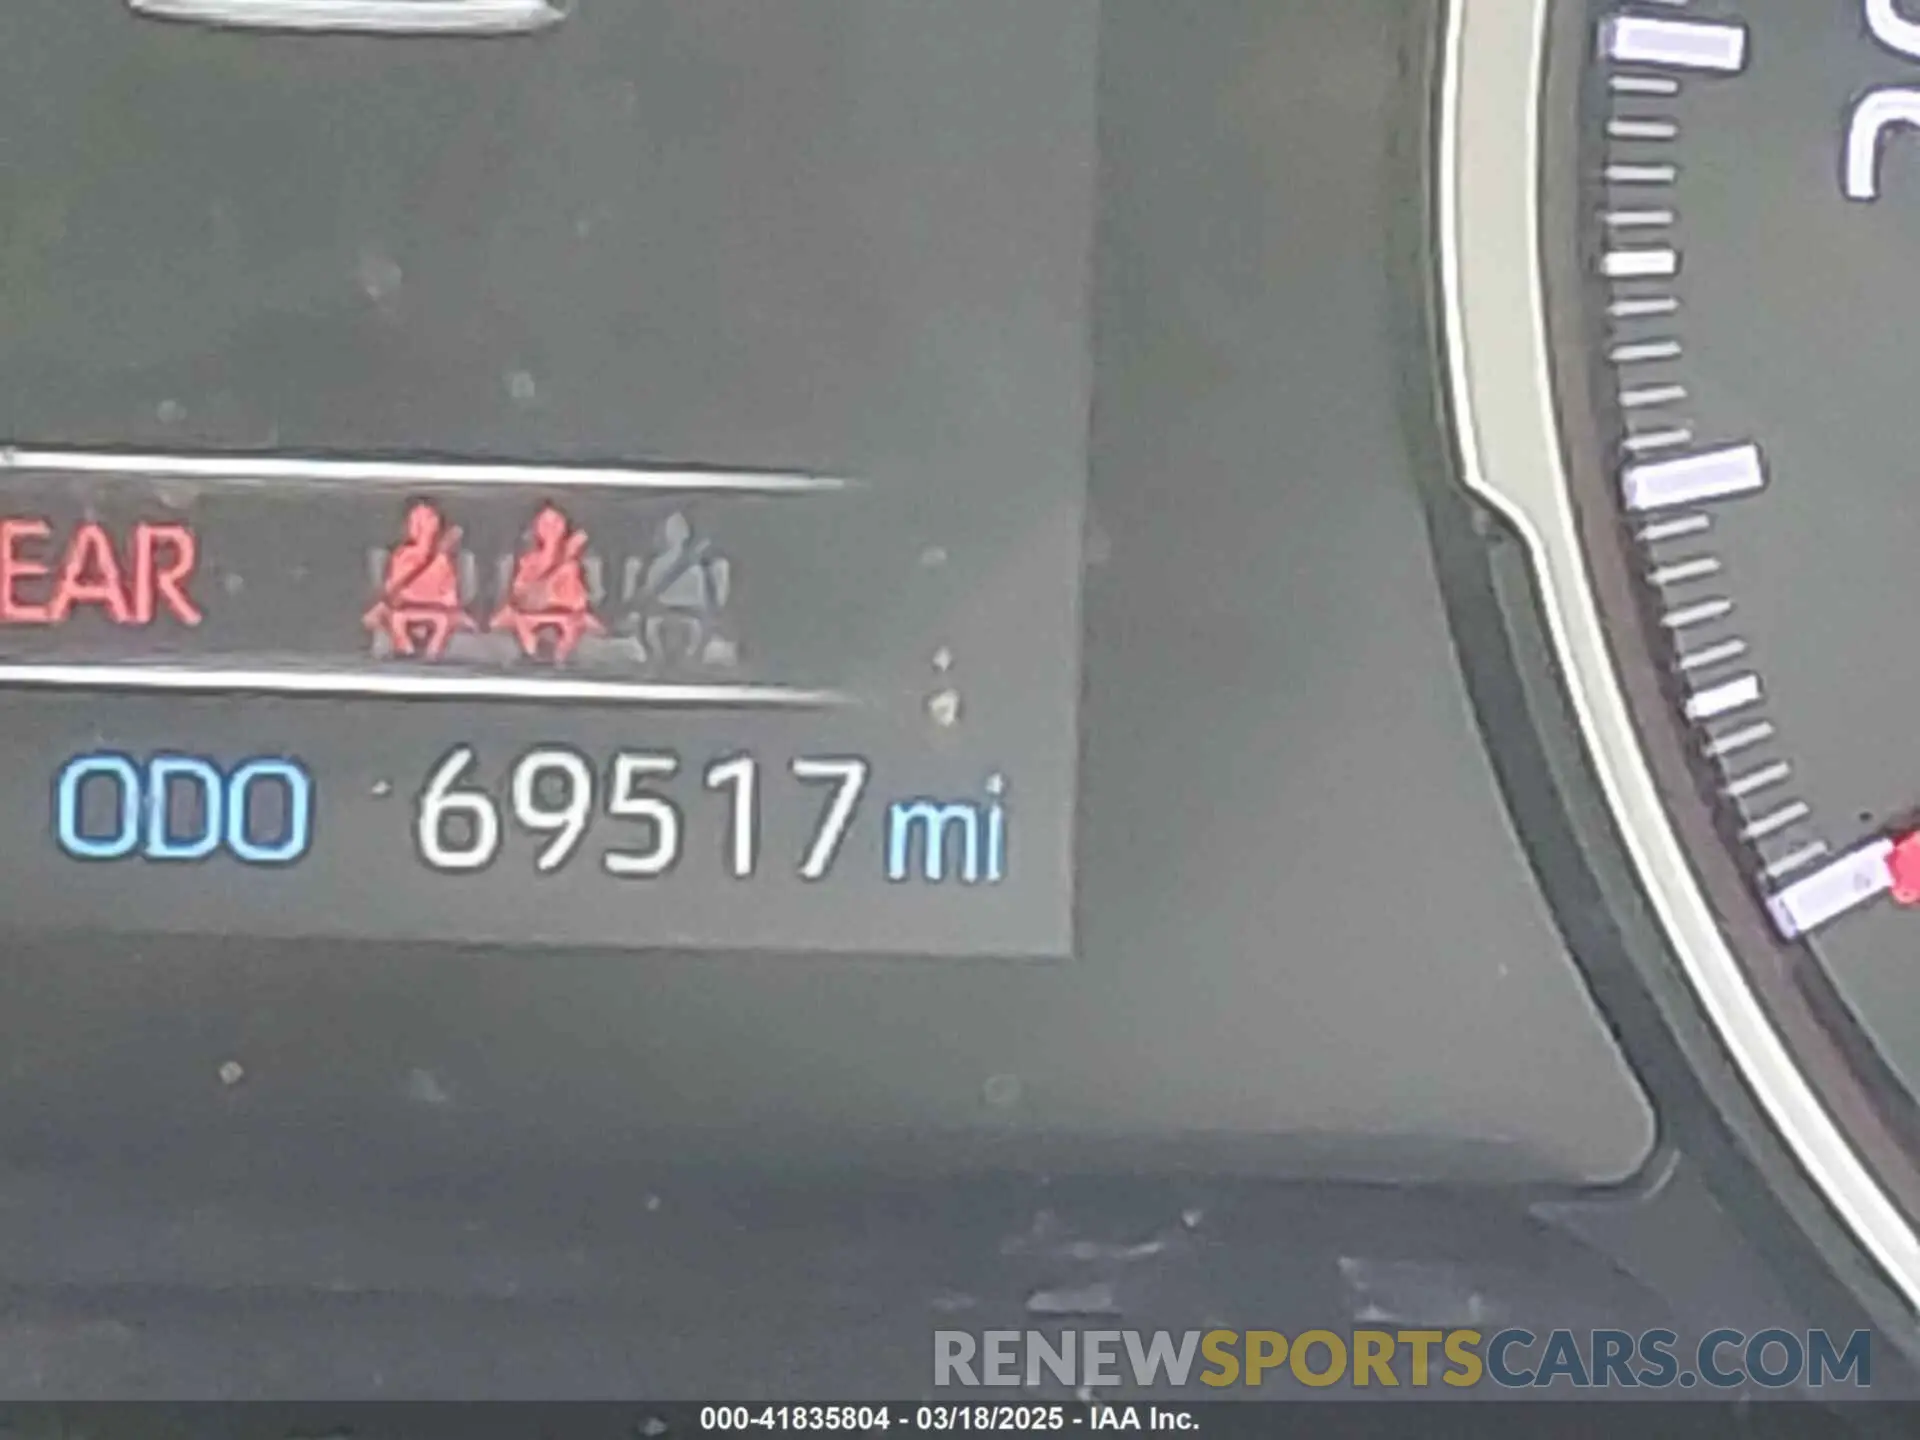 EAR
ODO 69517 mi
RENEWSPORTSCARS.COM
000-41835804 - 03/18/2025 - IAA Inc.